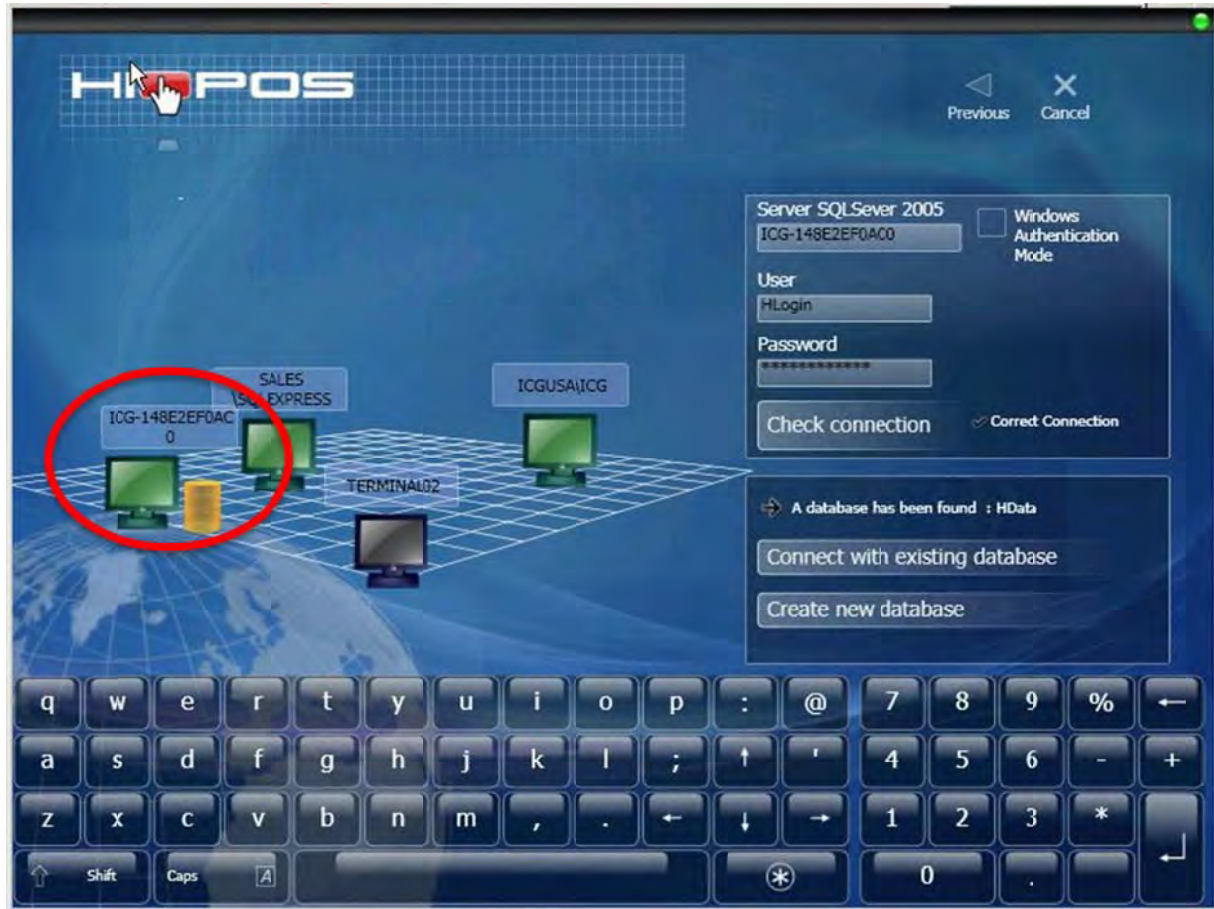 HIOPOS
Previous Cancel
Server SQLSever 2005
ICG-148E2EF0AC0
Windows
Authentication
Mode
User
HLogin
Password
************
Check connection
Correct Connection
SALES
\SQLEXPRESS
ICGUSA\ICG
ICG-148E2EF0AC
0
TERMINAL02
A database has been found : HData
Connect with existing database
Create new database
q w e r t y u i o p : @ 7 8 9 % ←
a s d f g h j k l ; ↑ ' 4 5 6 - +
z x c v b n m , . ← ↓ → 1 2 3 *
Shift Caps A 0 .